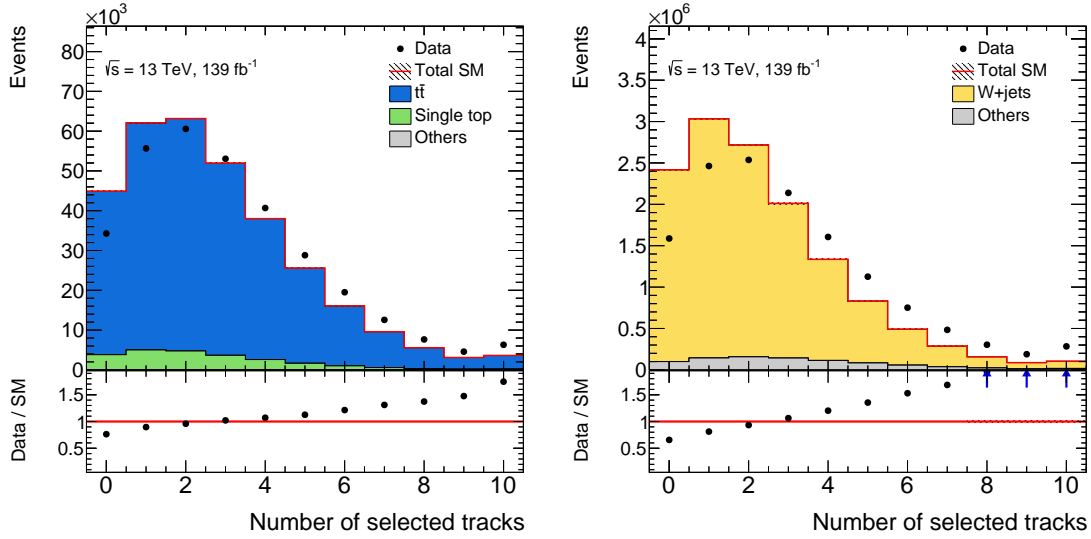 ×10³
Events
80
70
60
50
40
30
20
10
0
√s = 13 TeV, 139 fb⁻¹
Data
Total SM
tt̄
Single top
Others
Data / SM
1.5
1
0.5
0 2 4 6 8 10
Number of selected tracks
×10⁶
Events
4
3.5
3
2.5
2
1.5
1
0.5
0
√s = 13 TeV, 139 fb⁻¹
Data
Total SM
W+jets
Others
Data / SM
1.5
1
0.5
0 2 4 6 8 10
Number of selected tracks